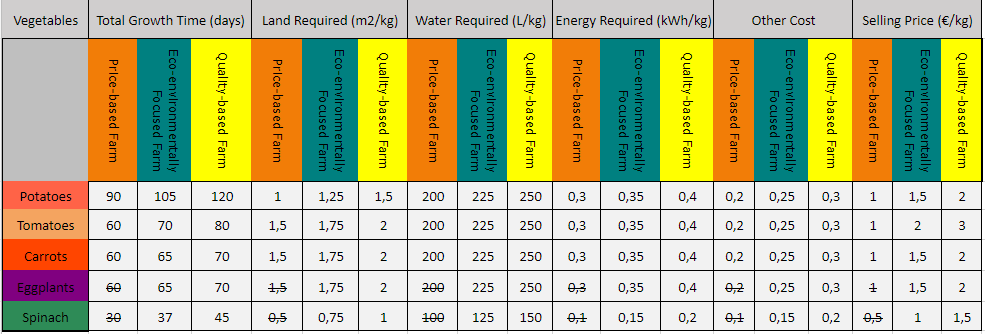 Vegetables Total Growth Time (days) Land Required (m2/kg) Water Required (L/kg) Energy Required (kWh/kg) Other Cost Selling Price (€/kg)
Price-based Farm Eco-environmentally Focused Farm Quality-based Farm Price-based Farm Eco-environmentally Focused Farm Quality-based Farm Price-based Farm Eco-environmentally Focused Farm Quality-based Farm Price-based Farm Eco-environmentally Focused Farm Quality-based Farm Price-based Farm Eco-environmentally Focused Farm Quality-based Farm Price-based Farm Eco-environmentally Focused Farm Quality-based Farm
Potatoes 90 105 120 1 1,25 1,5 200 225 250 0,3 0,35 0,4 0,2 0,25 0,3 1 1,5 2
Tomatoes 60 70 80 1,5 1,75 2 200 225 250 0,3 0,35 0,4 0,2 0,25 0,3 1 2 3
Carrots 60 65 70 1,5 1,75 2 200 225 250 0,3 0,35 0,4 0,2 0,25 0,3 1 1,5 2
Eggplants 60 65 70 1,5 1,75 2 200 225 250 0,3 0,35 0,4 0,2 0,25 0,3 1 1,5 2
Spinach 30 37 45 0,5 0,75 1 100 125 150 0,1 0,15 0,2 0,1 0,15 0,2 0,5 1 1,5